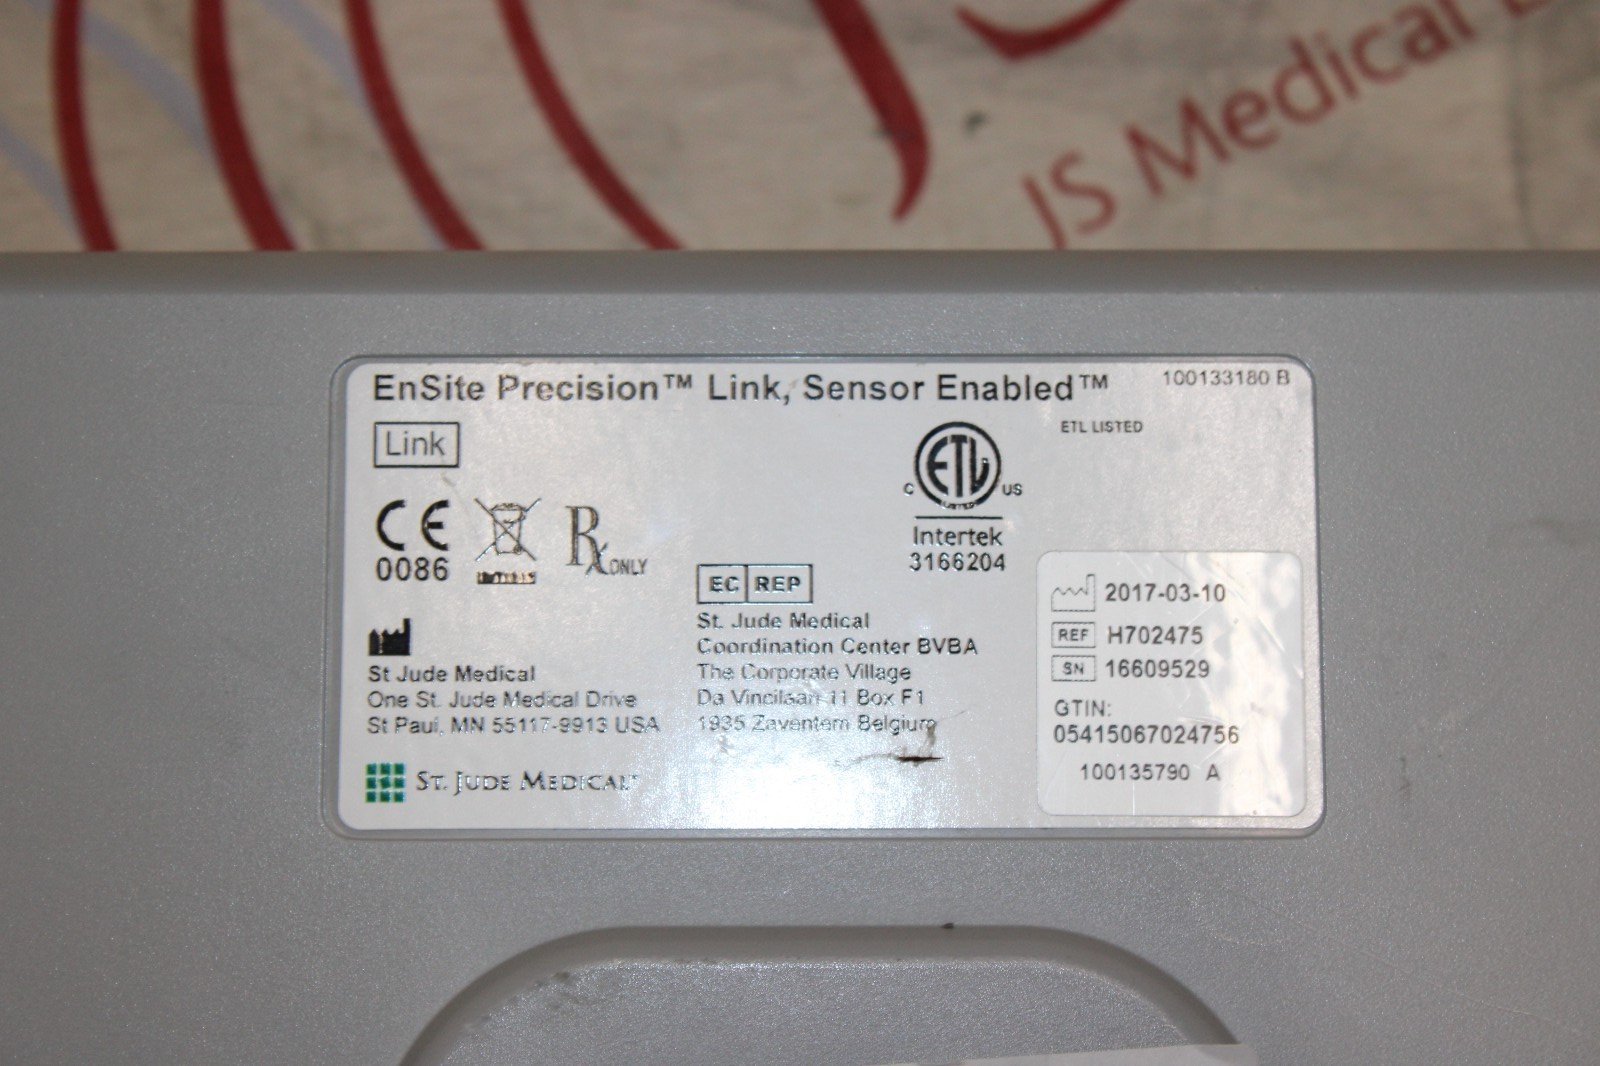 JS Medical
EnSite Precision™ Link, Sensor Enabled™
100133180 B
Link
ETL LISTED
C ETL US
Intertek
3166204
CE
0086
Rx ONLY
EC REP
St. Jude Medical
Coordination Center BVBA
The Corporate Village
Da Vincilaan 11 Box F1
1935 Zaventem Belgium
St Jude Medical
One St. Jude Medical Drive
St Paul, MN 55117-9913 USA
ST. JUDE MEDICAL
2017-03-10
REF H702475
SN 16609529
GTIN:
05415067024756
100135790 A